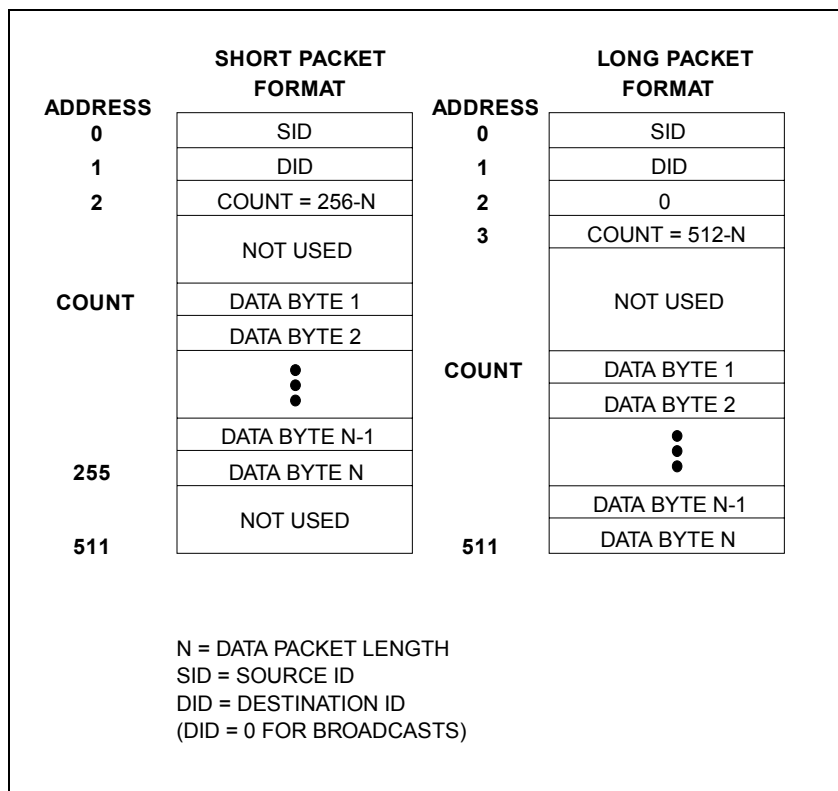 SHORT PACKET
FORMAT
ADDRESS
0
SID
1
DID
2
COUNT = 256-N
NOT USED
COUNT
DATA BYTE 1
DATA BYTE 2
DATA BYTE N-1
255
DATA BYTE N
NOT USED
511
LONG PACKET
FORMAT
ADDRESS
0
SID
1
DID
2
0
3
COUNT = 512-N
NOT USED
COUNT
DATA BYTE 1
DATA BYTE 2
DATA BYTE N-1
511
DATA BYTE N
N = DATA PACKET LENGTH
SID = SOURCE ID
DID = DESTINATION ID
(DID = 0 FOR BROADCASTS)